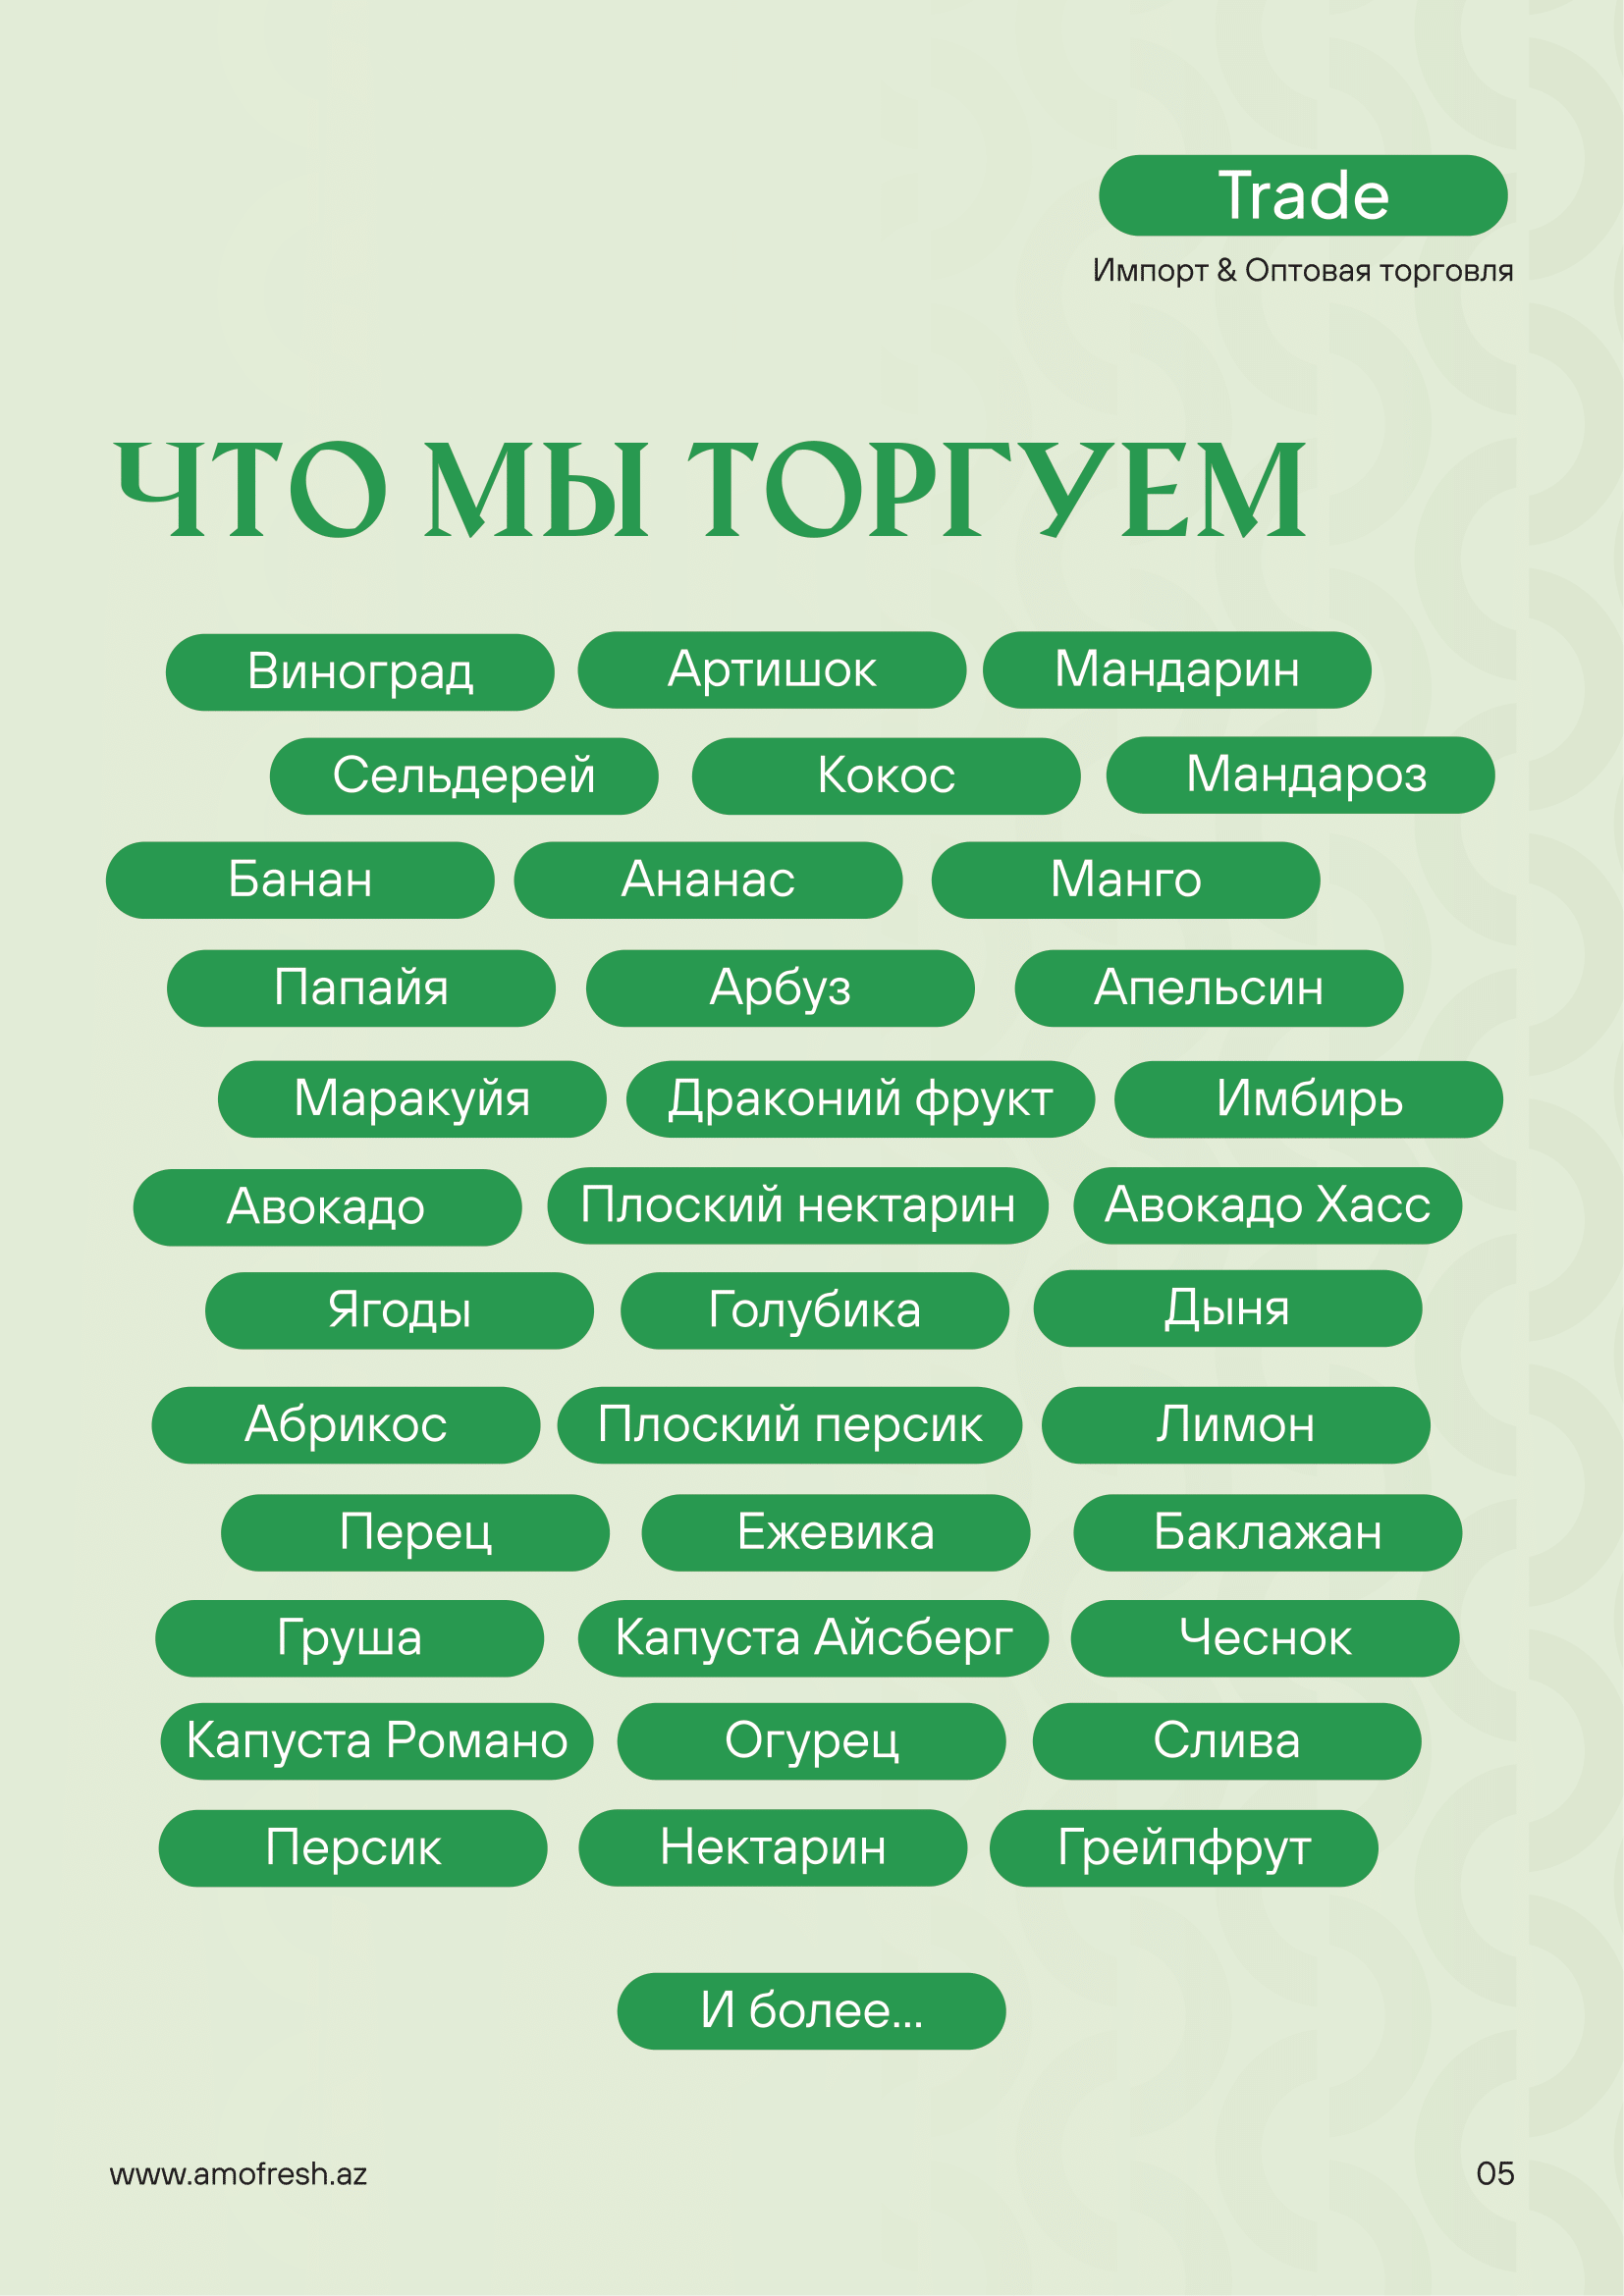 Trade
Импорт & Оптовая торговля
ЧТО МЫ ТОРГУЕМ
Виноград Артишок Мандарин
Сельдерей Кокос Мандароз
Банан Ананас Манго
Папайя Арбуз Апельсин
Маракуйя Драконий фрукт Имбирь
Авокадо Плоский нектарин Авокадо Хасс
Ягоды Голубика Дыня
Абрикос Плоский персик Лимон
Перец Ежевика Баклажан
Груша Капуста Айсберг Чеснок
Капуста Романо Огурец Слива
Персик Нектарин Грейпфрут
И более...
www.amofresh.az 05